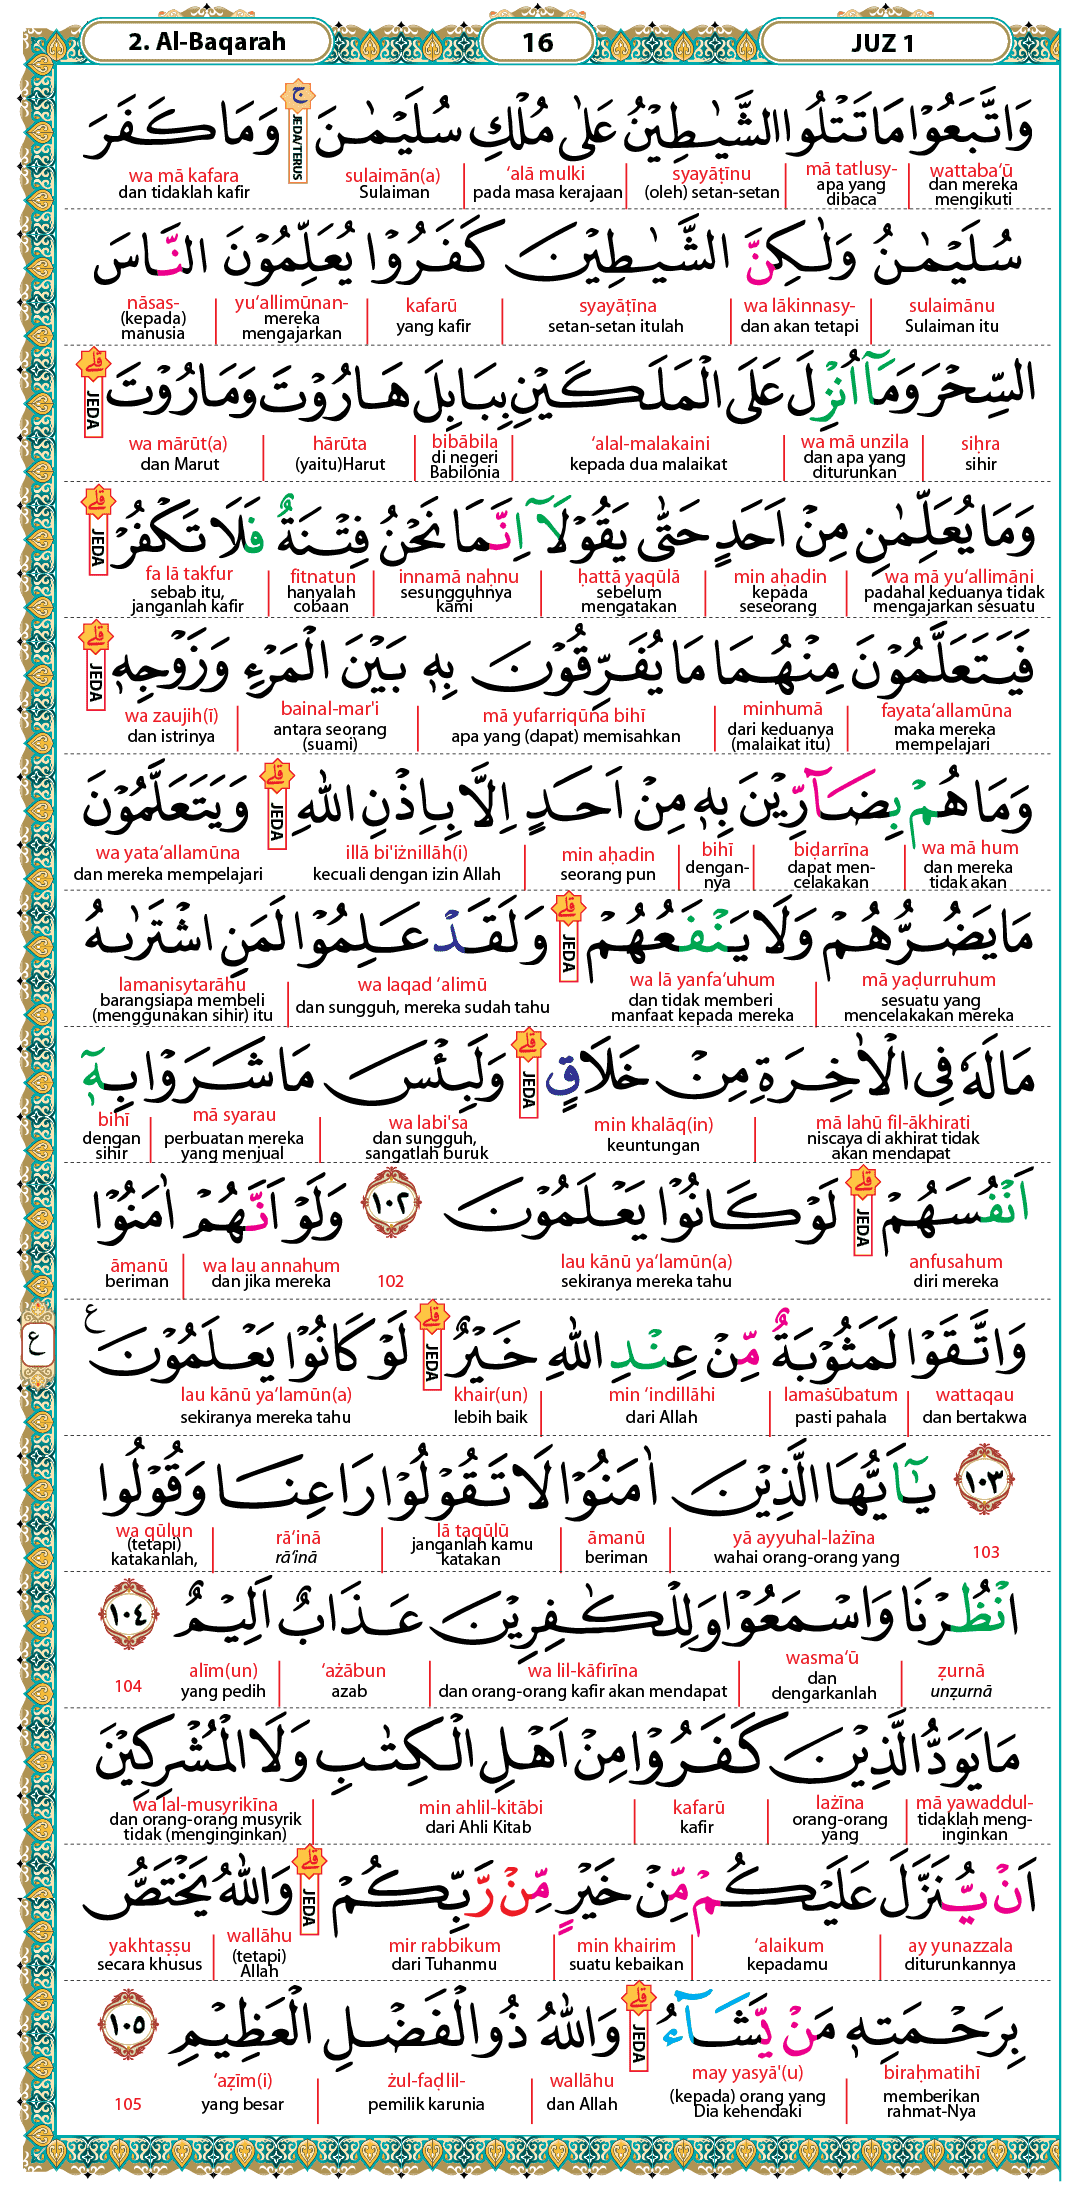 2. Al-Baqarah 16 JUZ 1
وَاتَّبَعُوْا مَا تَتْلُوا الشَّيٰطِيْنُ عَلٰى مُلْكِ سُلَيْمٰنَ ۚ وَمَا كَفَرَ
JEDA/TERUS
wattaba‘ū mā tatlusy- syayāṭīnu ‘alā mulki sulaimān(a) wa mā kafara
dan mereka mengikuti apa yang dibaca (oleh) setan-setan pada masa kerajaan Sulaiman dan tidaklah kafir
سُلَيْمٰنُ وَلٰكِنَّ الشَّيٰطِيْنَ كَفَرُوْا يُعَلِّمُوْنَ النَّاسَ
sulaimānu wa lākinnasy- syayāṭīna kafarū yu‘allimūnan- nāsas-
Sulaiman itu dan akan tetapi setan-setan itulah yang kafir mereka mengajarkan (kepada) manusia
السِّحْرَ وَمَآ اُنْزِلَ عَلَى الْمَلَكَيْنِ بِبَابِلَ هَارُوْتَ وَمَارُوْتَ ۗ
JEDA
siḥra wa mā unzila ‘alal-malakaini bibābila hārūta wa mārūt(a)
sihir dan apa yang diturunkan kepada dua malaikat di negeri Babilonia (yaitu)Harut dan Marut
وَمَا يُعَلِّمٰنِ مِنْ اَحَدٍ حَتّٰى يَقُوْلَآ اِنَّمَا نَحْنُ فِتْنَةٌ فَلَا تَكْفُرْ ۗ
JEDA
wa mā yu‘allimāni min aḥadin ḥattā yaqūlā innamā naḥnu fitnatun fa lā takfur
padahal keduanya tidak mengajarkan sesuatu kepada seseorang sebelum mengatakan sesungguhnya kami hanyalah cobaan sebab itu, janganlah kafir
فَيَتَعَلَّمُوْنَ مِنْهُمَا مَا يُفَرِّقُوْنَ بِهٖ بَيْنَ الْمَرْءِ وَزَوْجِهٖ ۗ
JEDA
fayata‘allamūna minhumā mā yufarriqūna bihī bainal-mar'i wa zaujih(ī)
maka mereka mempelajari dari keduanya (malaikat itu) apa yang (dapat) memisahkan antara seorang (suami) dan istrinya
وَمَا هُمْ بِضَاۤرِّيْنَ بِهٖ مِنْ اَحَدٍ اِلَّا بِاِذْنِ اللّٰهِ ۗ وَيَتَعَلَّمُوْنَ
JEDA
wa mā hum biḍarrīna bihī min aḥadin illā bi'iżnillāh(i) wa yata‘allamūna
dan mereka tidak akan dapat men-celakakan dengan-nya seorang pun kecuali dengan izin Allah dan mereka mempelajari
مَا يَضُرُّهُمْ وَلَا يَنْفَعُهُمْ ۗ وَلَقَدْ عَلِمُوْا لَمَنِ اشْتَرٰىهُ
JEDA
mā yaḍurruhum wa lā yanfa‘uhum wa laqad ‘alimū lamanisytarāhu
sesuatu yang mencelakakan mereka dan tidak memberi manfaat kepada mereka dan sungguh, mereka sudah tahu barangsiapa membeli (menggunakan sihir) itu
مَا لَهٗ فِى الْاٰخِرَةِ مِنْ خَلَاقٍ ۗ وَلَبِئْسَ مَا شَرَوْا بِهٖٓ
JEDA
mā lahū fil-ākhirati min khalāq(in) wa labi'sa mā syarau bihī
niscaya di akhirat tidak akan mendapat keuntungan dan sungguh, sangatlah buruk perbuatan mereka yang menjual dengan sihir
اَنْفُسَهُمْ ۗ لَوْ كَانُوْا يَعْلَمُوْنَ ١٠٢ وَلَوْ اَنَّهُمْ اٰمَنُوْا
JEDA
anfusahum lau kānū ya‘lamūn(a) 102 wa lau annahum āmanū
diri mereka sekiranya mereka tahu dan jika mereka beriman
وَاتَّقَوْا لَمَثُوْبَةٌ مِّنْ عِنْدِ اللّٰهِ خَيْرٌ ۗ لَوْ كَانُوْا يَعْلَمُوْنَ ع
JEDA
ع
wattaqau lamaṡūbatum min ‘indillāhi khair(un) lau kānū ya‘lamūn(a)
dan bertakwa pasti pahala dari Allah lebih baik sekiranya mereka tahu
١٠٣ يٰٓاَيُّهَا الَّذِيْنَ اٰمَنُوْا لَا تَقُوْلُوْا رَاعِنَا وَقُوْلُوا
103 yā ayyuhal-lażīna āmanū lā taqūlū rā‘inā wa qūlun
wahai orang-orang yang beriman janganlah kamu katakan rā‘inā (tetapi) katakanlah,
انْظُرْنَا وَاسْمَعُوْا وَلِلْكٰفِرِيْنَ عَذَابٌ اَلِيْمٌ ١٠٤
ẓurnā wasma‘ū wa lil-kāfirīna ‘ażābun alīm(un) 104
unẓurnā dan dengarkanlah dan orang-orang kafir akan mendapat azab yang pedih
مَا يَوَدُّ الَّذِيْنَ كَفَرُوْا مِنْ اَهْلِ الْكِتٰبِ وَلَا الْمُشْرِكِيْنَ
mā yawaddul- lażīna kafarū min ahlil-kitābi wa lal-musyrikīna
tidaklah meng-inginkan orang-orang yang kafir dari Ahli Kitab dan orang-orang musyrik tidak (menginginkan)
اَنْ يُّنَزَّلَ عَلَيْكُمْ مِّنْ خَيْرٍ مِّنْ رَّبِّكُمْ ۗ وَاللّٰهُ يَخْتَصُّ
JEDA
ay yunazzala ‘alaikum min khairim mir rabbikum wallāhu yakhtaṣṣu
diturunkannya kepadamu suatu kebaikan dari Tuhanmu (tetapi) Allah secara khusus
بِرَحْمَتِهٖ مَنْ يَّشَاۤءُ ۗ وَاللّٰهُ ذُو الْفَضْلِ الْعَظِيْمِ ١٠٥
JEDA
biraḥmatihī may yasyā'(u) wallāhu żul-faḍlil- ‘aẓīm(i) 105
memberikan rahmat-Nya (kepada) orang yang Dia kehendaki dan Allah pemilik karunia yang besar